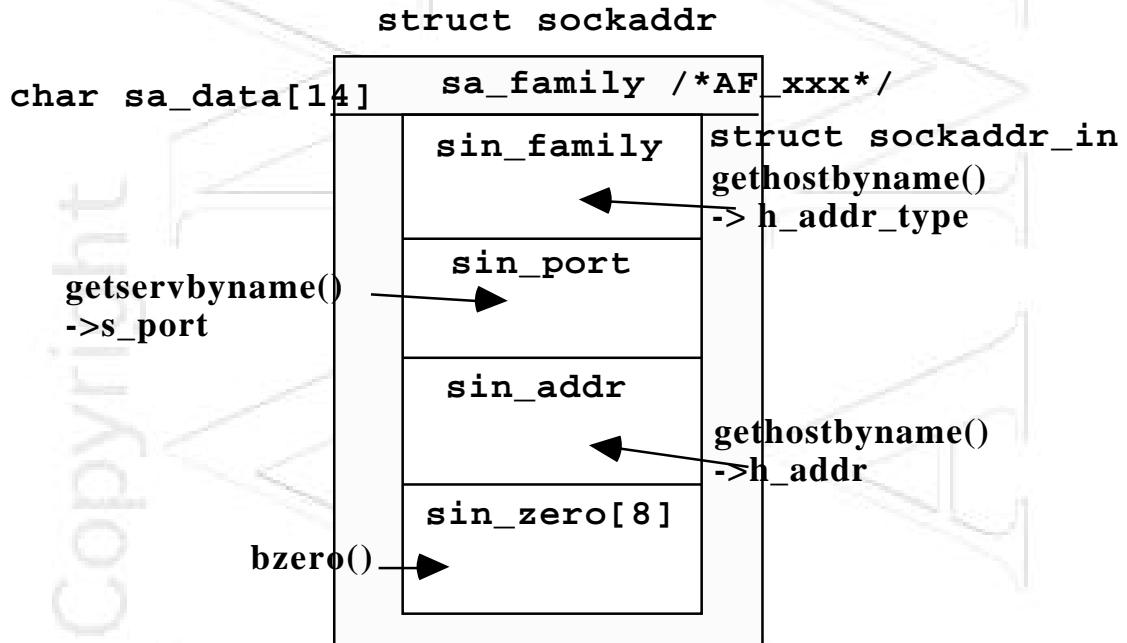 struct sockaddr
sa_family /*AF_xxx*/
char sa_data[14]
sin_family
struct sockaddr_in
gethostbyname()
-> h_addr_type
sin_port
getservbyname()
->s_port
sin_addr
gethostbyname()
->h_addr
sin_zero[8]
bzero()
Copyright